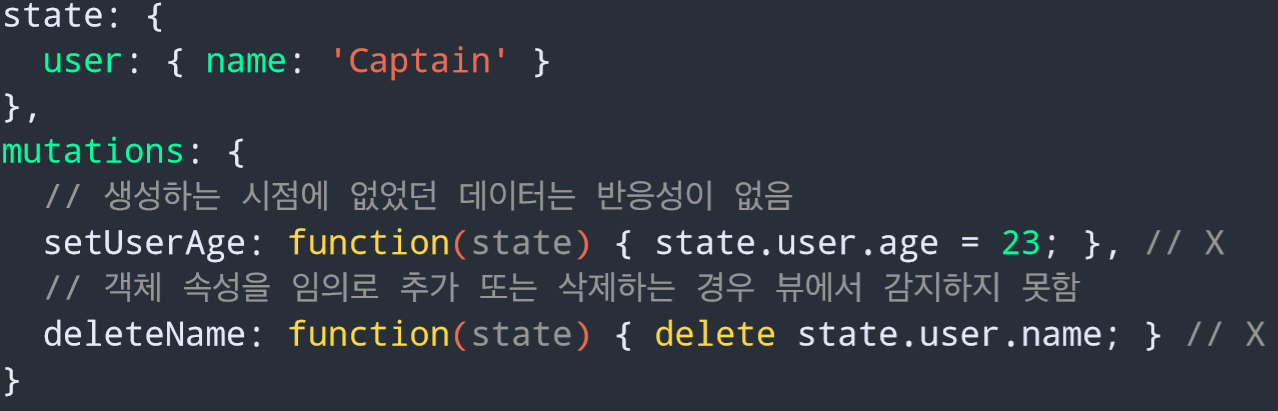 state: {
  user: { name: 'Captain' }
},
mutations: {
  // 생성하는 시점에 없었던 데이터는 반응성이 없음
  setUserAge: function(state) { state.user.age = 23; }, // X
  // 객체 속성을 임의로 추가 또는 삭제하는 경우 뷰에서 감지하지 못함
  deleteName: function(state) { delete state.user.name; } // X
}